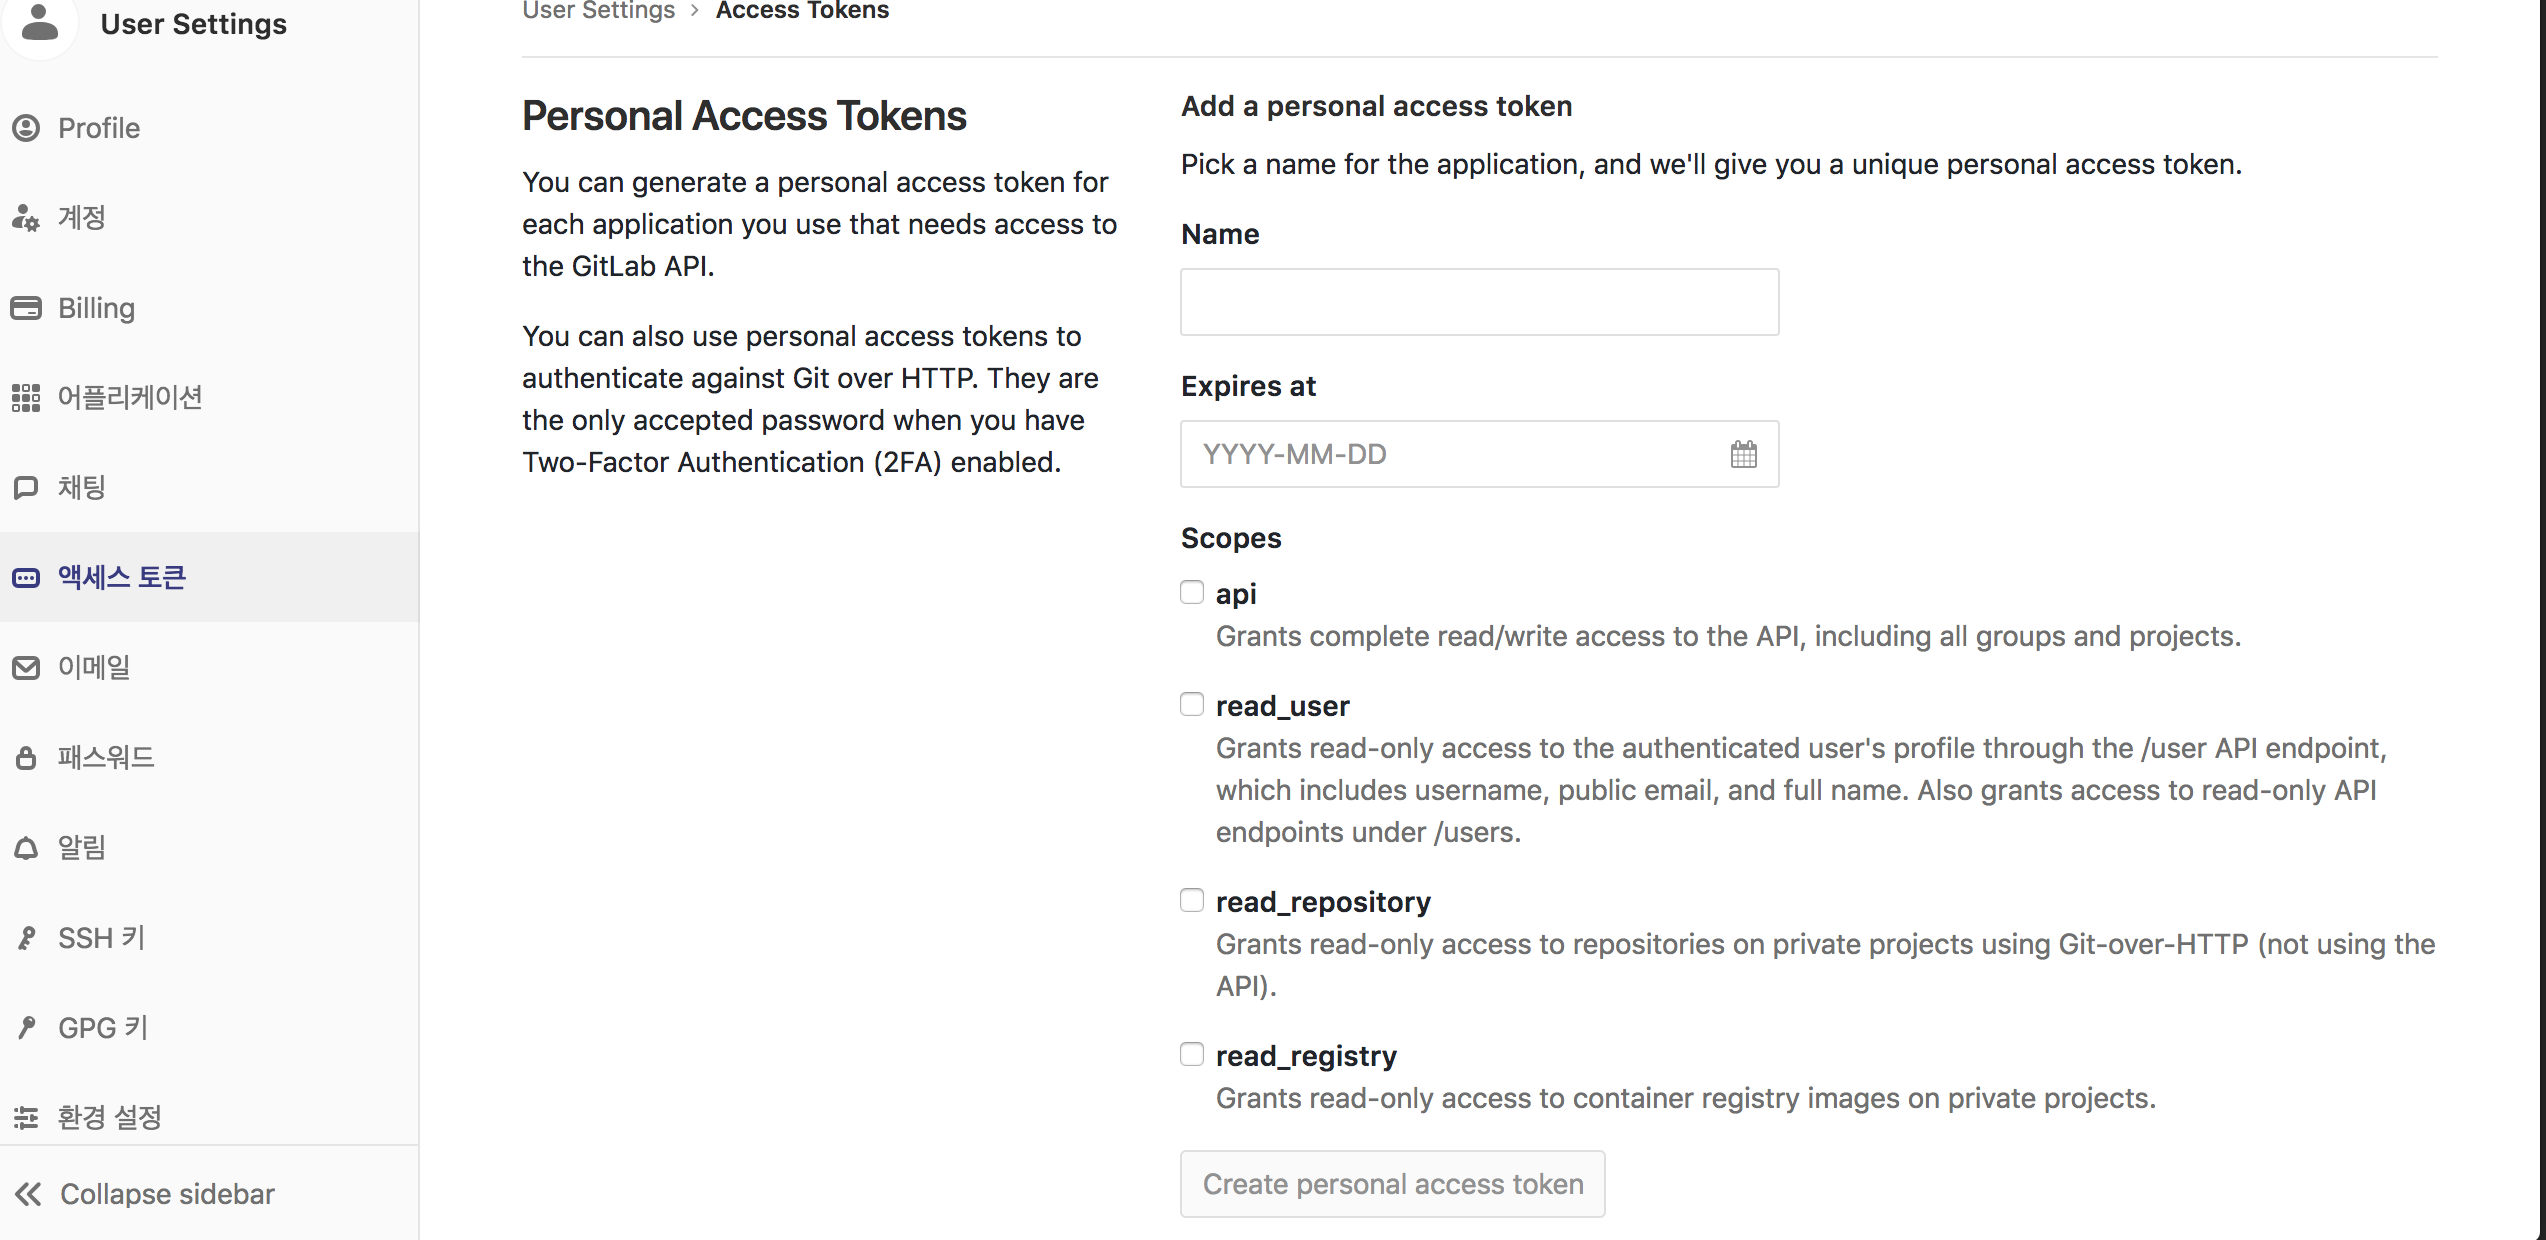 User Settings
Profile
계정
Billing
어플리케이션
채팅
액세스 토큰
이메일
패스워드
알림
SSH 키
GPG 키
환경 설정
Collapse sidebar
User Settings > Access Tokens
Personal Access Tokens
You can generate a personal access token for
each application you use that needs access to
the GitLab API.
You can also use personal access tokens to
authenticate against Git over HTTP. They are
the only accepted password when you have
Two-Factor Authentication (2FA) enabled.
Add a personal access token
Pick a name for the application, and we'll give you a unique personal access token.
Name
Expires at
YYYY-MM-DD
Scopes
api
Grants complete read/write access to the API, including all groups and projects.
read_user
Grants read-only access to the authenticated user's profile through the /user API endpoint,
which includes username, public email, and full name. Also grants access to read-only API
endpoints under /users.
read_repository
Grants read-only access to repositories on private projects using Git-over-HTTP (not using the
API).
read_registry
Grants read-only access to container registry images on private projects.
Create personal access token